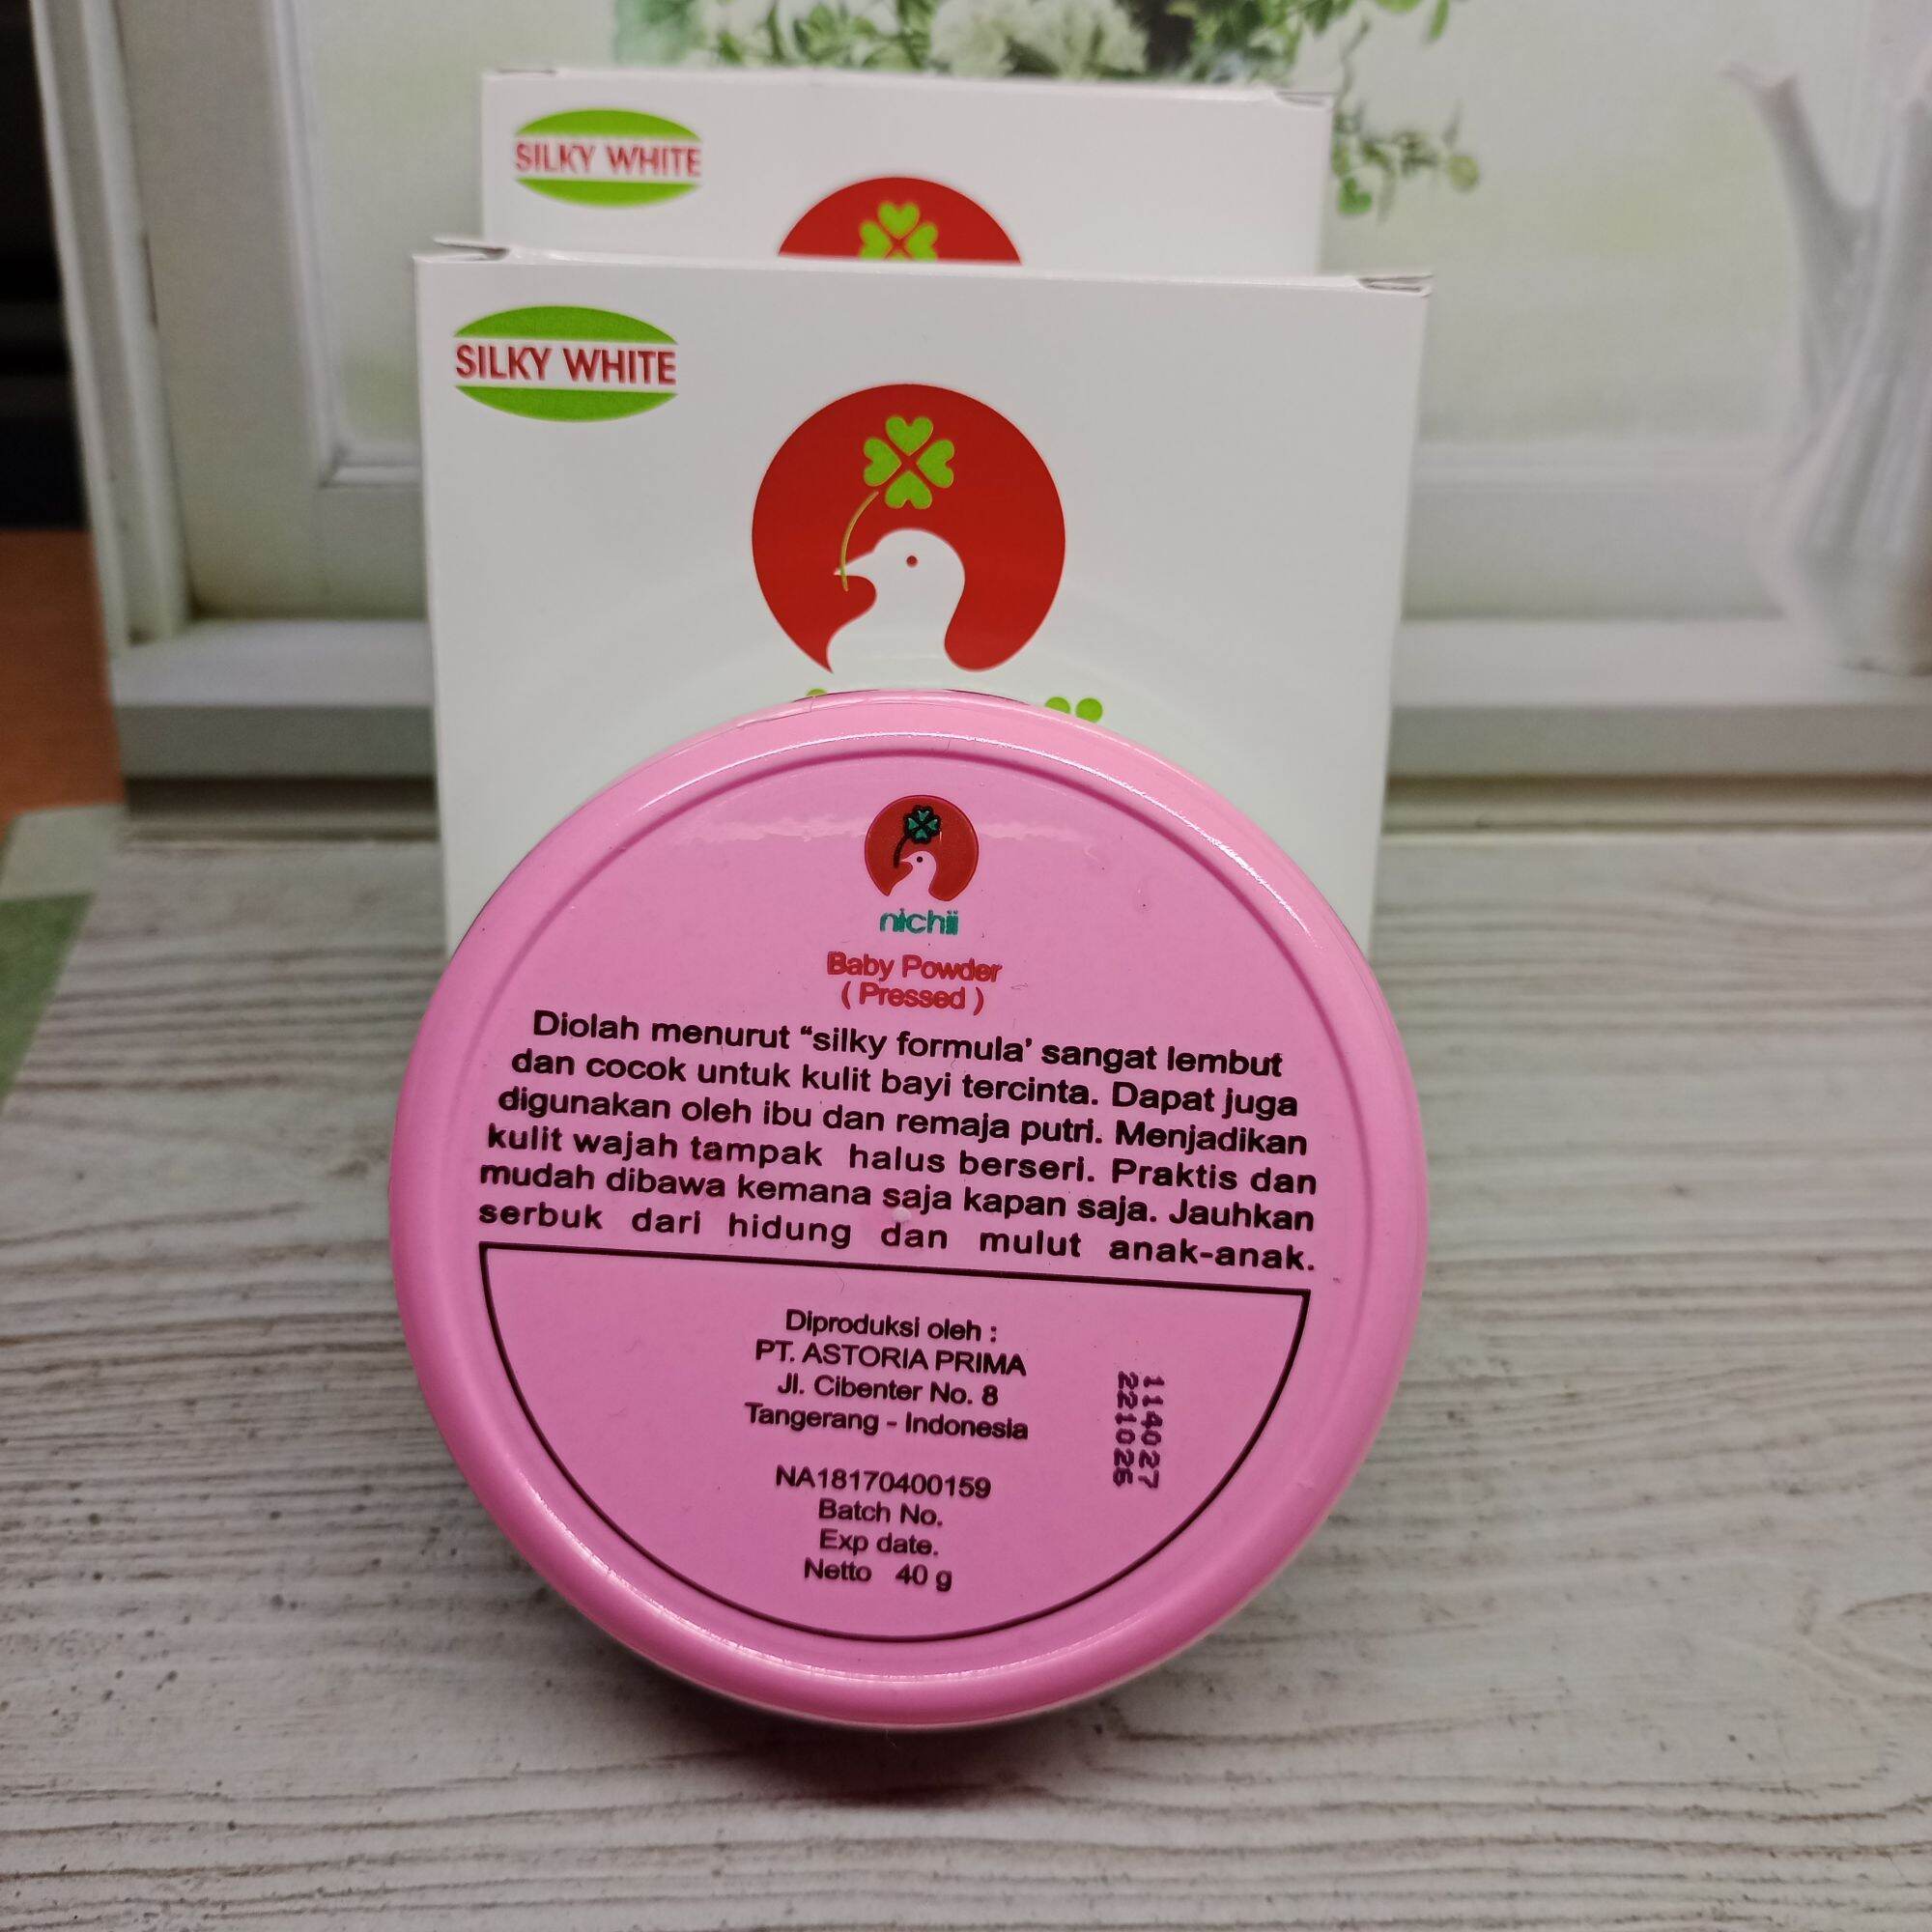 SILKY WHITE
SILKY WHITE
nichii
Baby Powder
( Pressed )
Diolah menurut “silky formula’ sangat lembut
dan cocok untuk kulit bayi tercinta. Dapat juga
digunakan oleh ibu dan remaja putri. Menjadikan
kulit wajah tampak halus berseri. Praktis dan
mudah dibawa kemana saja kapan saja. Jauhkan
serbuk dari hidung dan mulut anak-anak.
Diproduksi oleh :
PT. ASTORIA PRIMA
Jl. Cibenter No. 8
Tangerang - Indonesia
NA18170400159
Batch No.
Exp date.
Netto 40 g
114027
221026